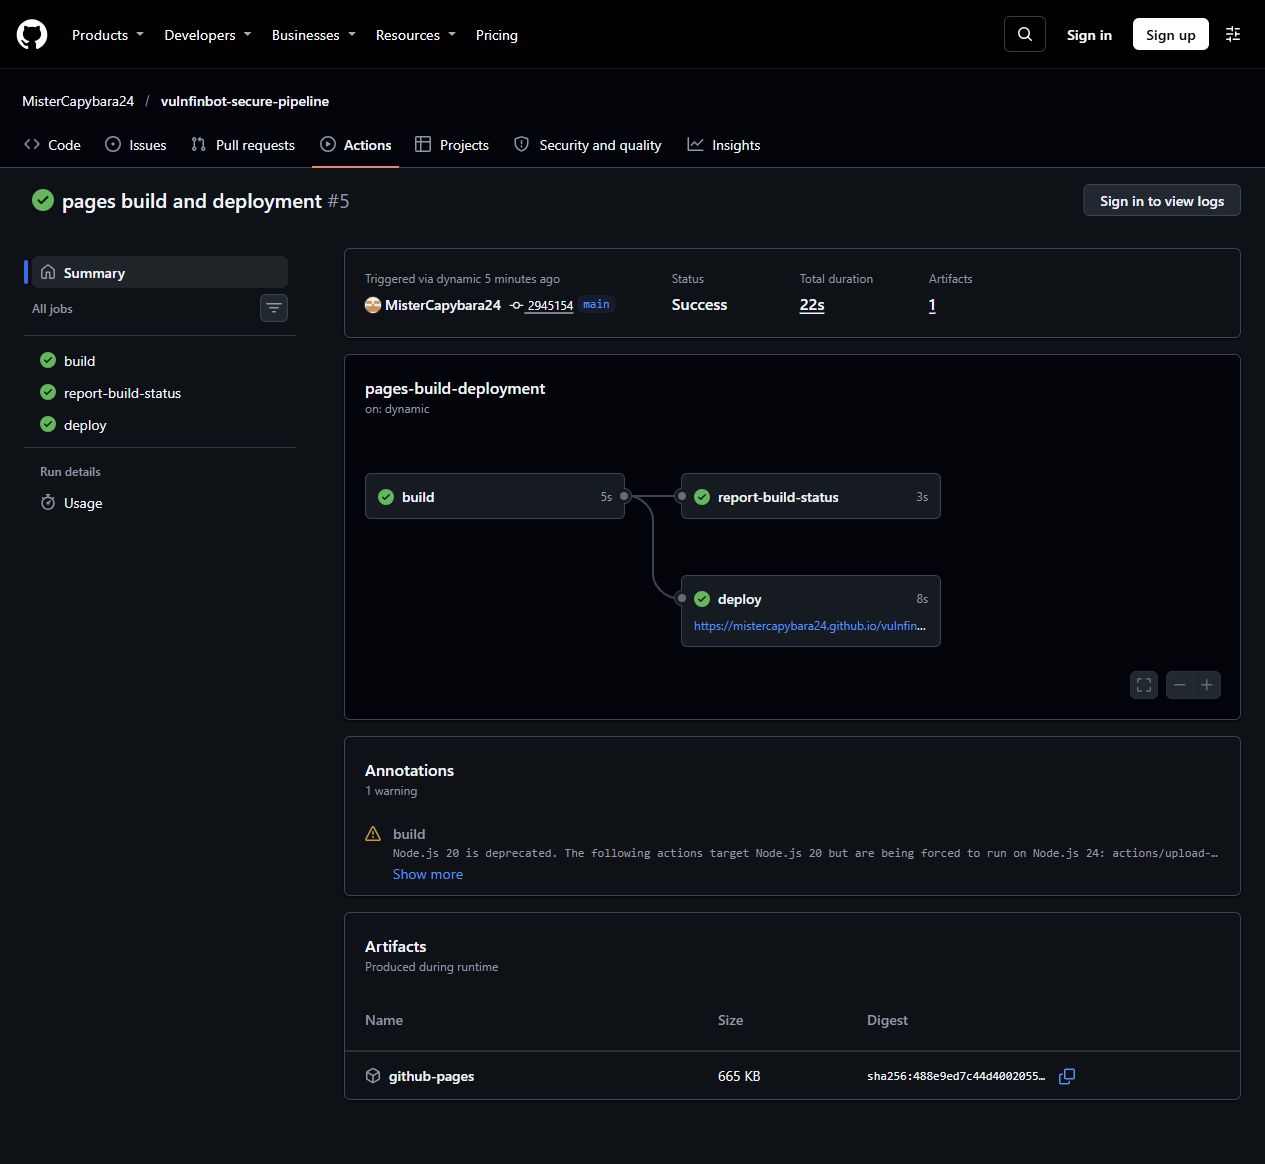 Products Developers Businesses Resources Pricing Sign in Sign up
MisterCapybara24 / vulnfinbot-secure-pipeline
Code Issues Pull requests Actions Projects Security and quality Insights
pages build and deployment #5
Sign in to view logs
Summary
All jobs
build
report-build-status
deploy
Run details
Usage
Triggered via dynamic 5 minutes ago
MisterCapybara24 2945154 main
Status
Success
Total duration
22s
Artifacts
1
pages-build-deployment
on: dynamic
build 5s
report-build-status 3s
deploy 8s
https://mistercapybara24.github.io/vulnfin...
Annotations
1 warning
build
Node.js 20 is deprecated. The following actions target Node.js 20 but are being forced to run on Node.js 24: actions/upload-…
Show more
Artifacts
Produced during runtime
Name Size Digest
github-pages 665 KB sha256:488e9ed7c44d4002055…